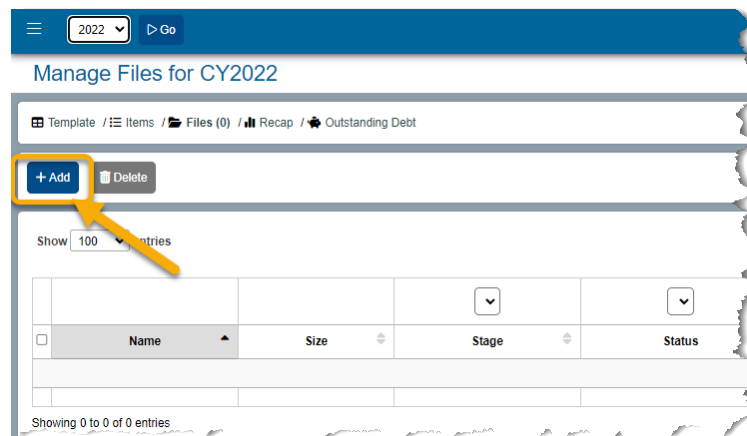 2022 Go
Manage Files for CY2022
Template / Items / Files (0) / Recap / Outstanding Debt
+ Add Delete
Show 100 entries
Name Size Stage Status
Showing 0 to 0 of 0 entries